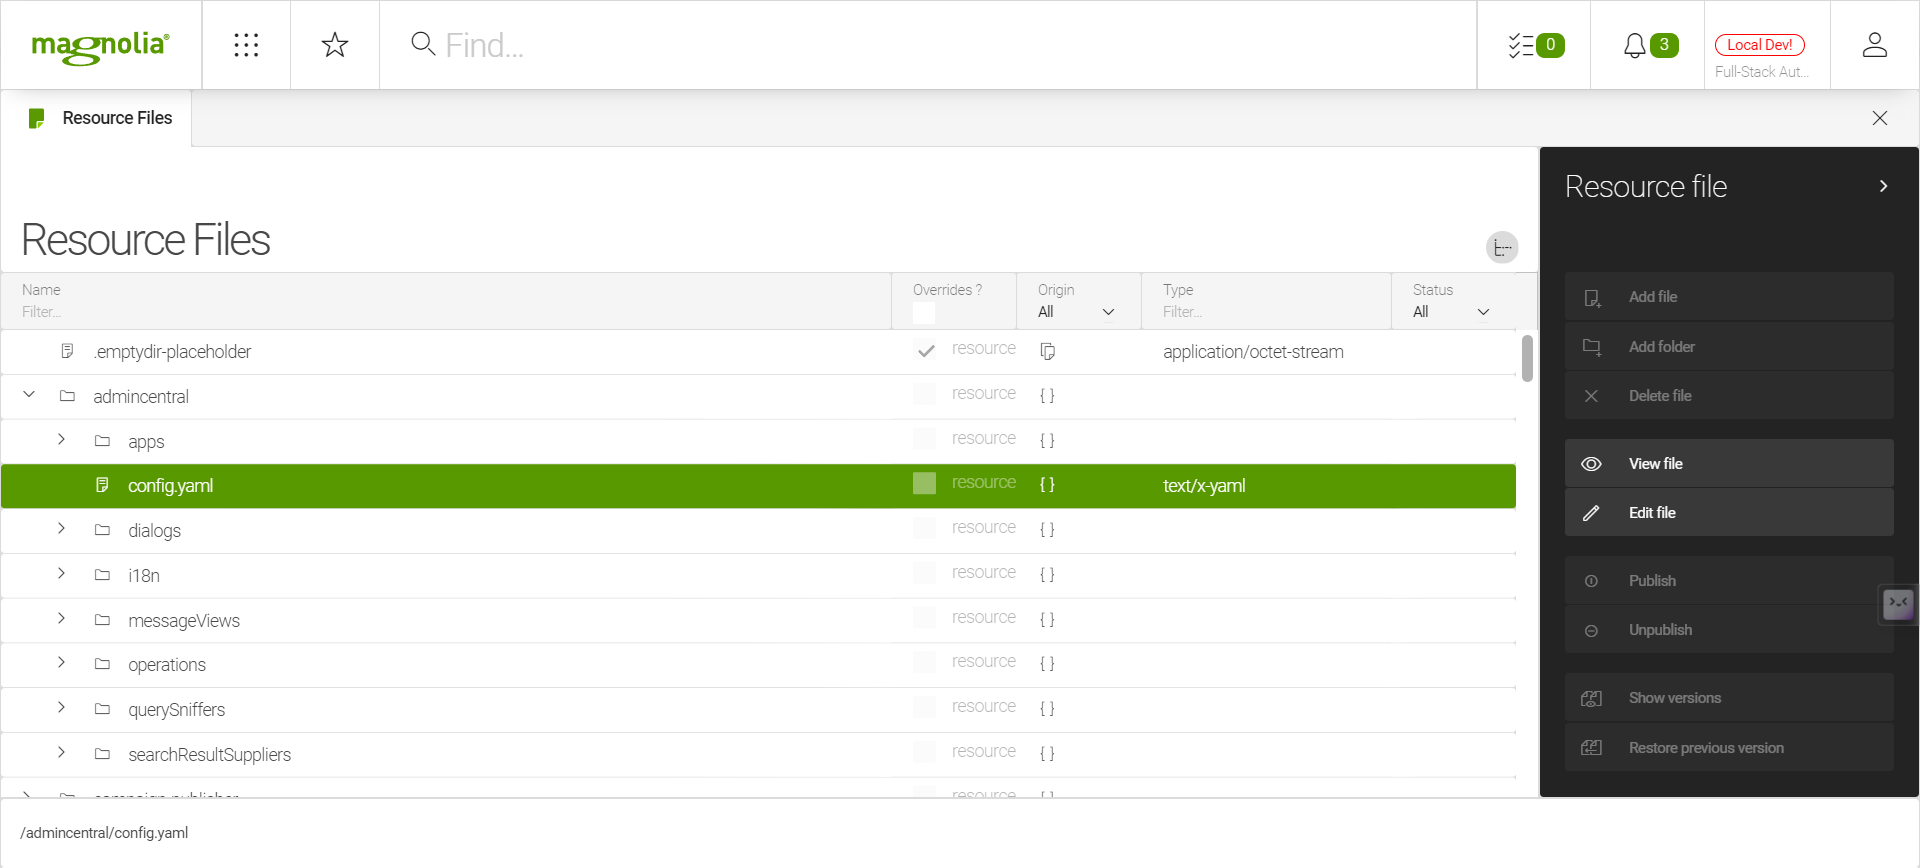 magnolia®
Find...
0
3
Local Dev!
Full-Stack Aut...
Resource Files
Resource Files
Name
Filter...
Overrides ?
Origin
All
Type
Filter...
Status
All
.emptydir-placeholder
resource
application/octet-stream
admincentral
resource
{ }
apps
resource
{ }
config.yaml
resource
{ }
text/x-yaml
dialogs
resource
{ }
i18n
resource
{ }
messageViews
resource
{ }
operations
resource
{ }
querySniffers
resource
{ }
searchResultSuppliers
resource
{ }
campaign-publisher
resource
{ }
/admincentral/config.yaml
Resource file
Add file
Add folder
Delete file
View file
Edit file
Publish
Unpublish
Show versions
Restore previous version